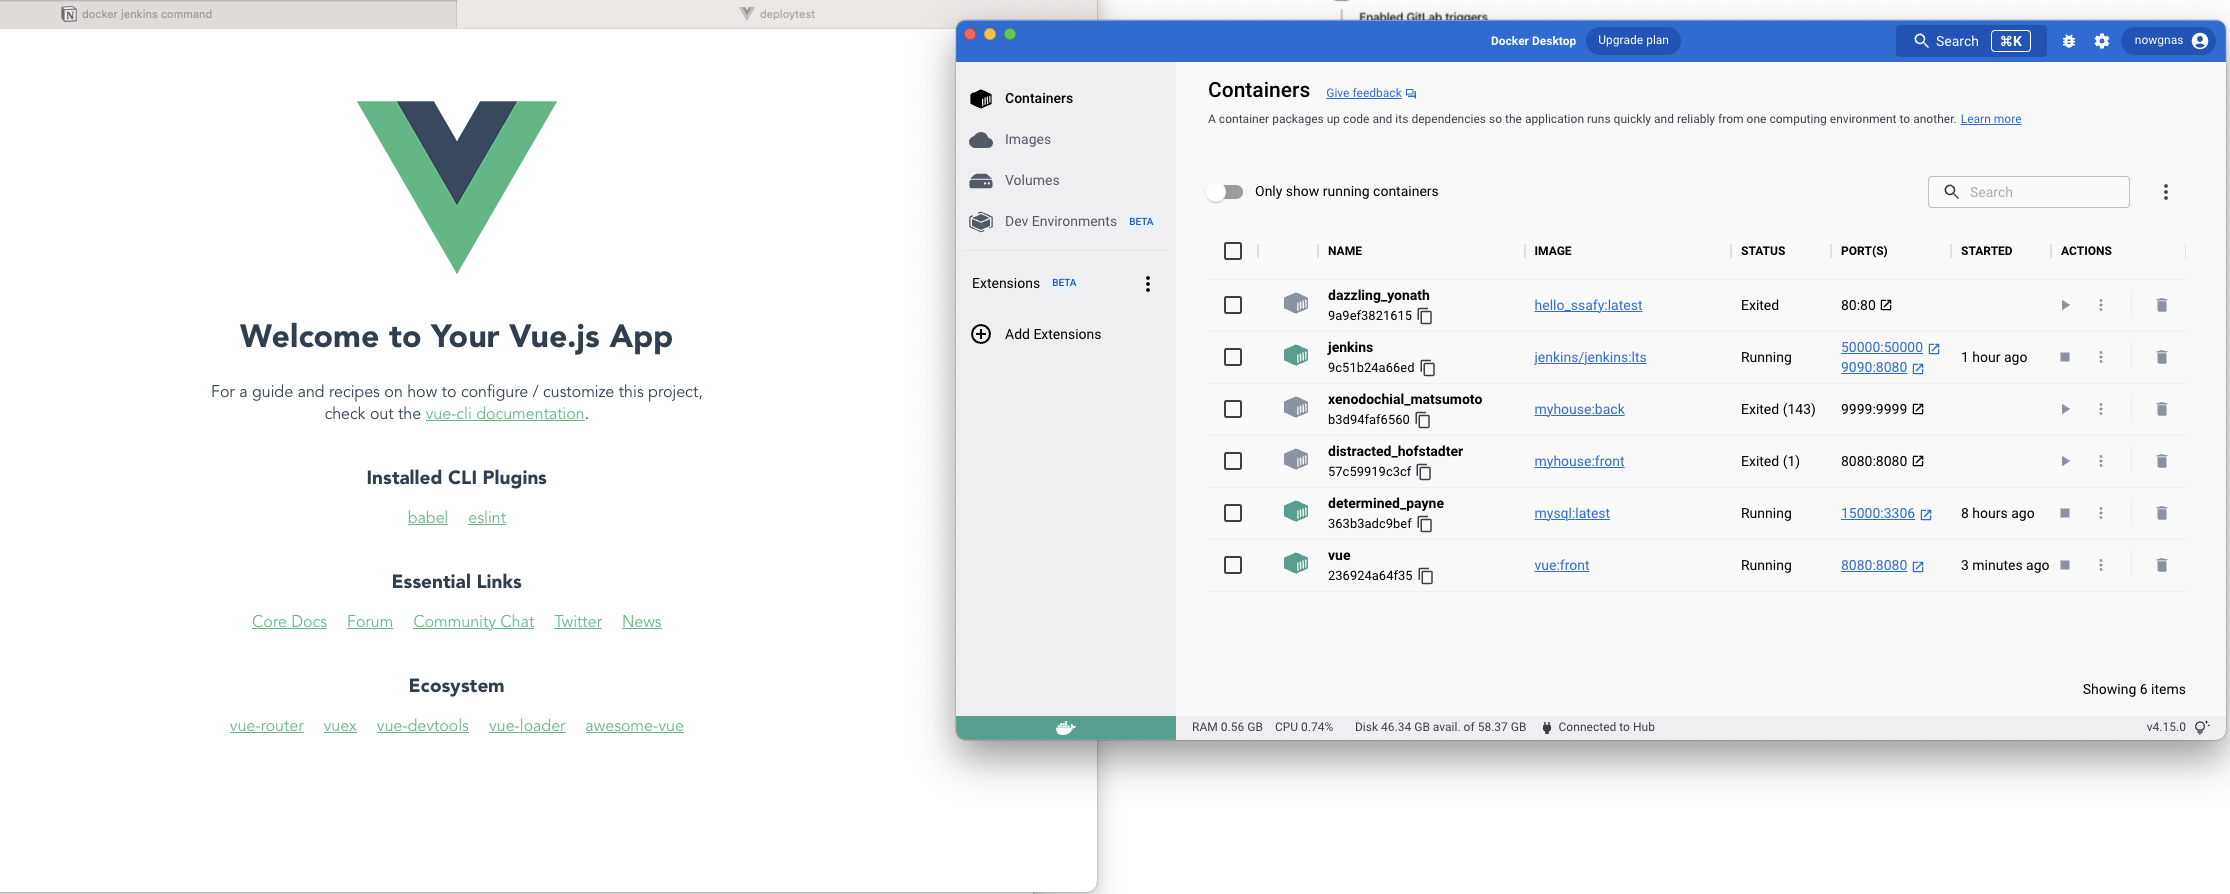 docker jenkins command
deploytest
Welcome to Your Vue.js App
For a guide and recipes on how to configure / customize this project,
check out the vue-cli documentation.
Installed CLI Plugins
babel eslint
Essential Links
Core Docs Forum Community Chat Twitter News
Ecosystem
vue-router vuex vue-devtools vue-loader awesome-vue
Enabled GitLab triggers
Docker Desktop Upgrade plan
Search ⌘K
nowgnas
Containers
Images
Volumes
Dev Environments BETA
Extensions BETA
Add Extensions
Containers Give feedback
A container packages up code and its dependencies so the application runs quickly and reliably from one computing environment to another. Learn more
Only show running containers
Search
NAME IMAGE STATUS PORT(S) STARTED ACTIONS
dazzling_yonath
9a9ef3821615
hello_ssafy:latest Exited 80:80
jenkins
9c51b24a66ed
jenkins/jenkins:lts Running
50000:50000
9090:8080
1 hour ago
xenodochial_matsumoto
b3d94faf6560
myhouse:back Exited (143) 9999:9999
distracted_hofstadter
57c59919c3cf
myhouse:front Exited (1) 8080:8080
determined_payne
363b3adc9bef
mysql:latest Running 15000:3306 8 hours ago
vue
236924a64f35
vue:front Running 8080:8080 3 minutes ago
Showing 6 items
RAM 0.56 GB CPU 0.74% Disk 46.34 GB avail. of 58.37 GB Connected to Hub
v4.15.0